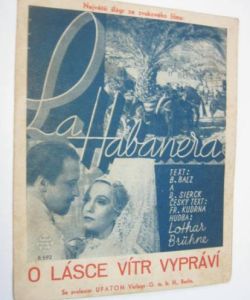 Největší šlágr ze zvukového filmu:
La Habanera
TEXT:
B. BALZ
A
D. SIERCK
ČESKÝ TEXT:
FR. KUDRNA
HUDBA:
Lothar
Brühne
R 692
O LÁSCE VÍTR VYPRÁVÍ
Se svolením UFATON Verlags G. m. b. H., Berlin.